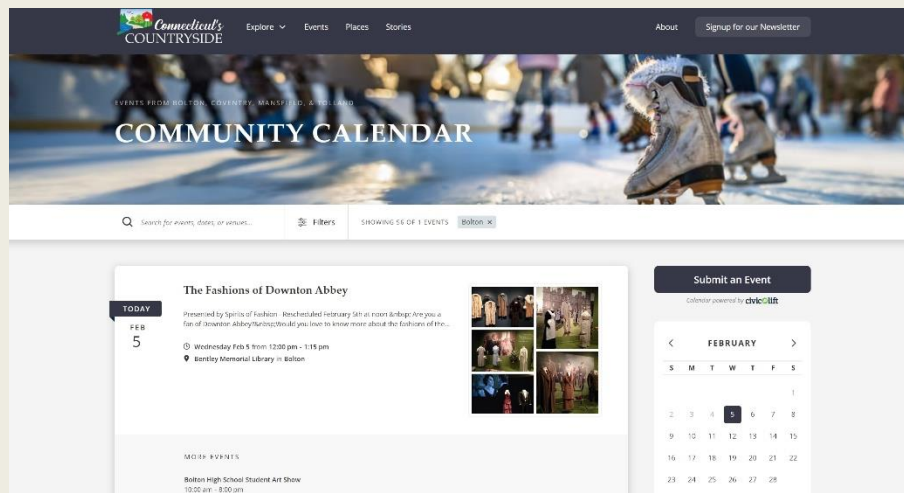 Connecticut's
COUNTRYSIDE
Explore
Events
Places
Stories
About
Signup for our Newsletter
EVENTS FROM BOLTON, COVENTRY, MANSFIELD, & TOLLAND
COMMUNITY CALENDAR
Search for events, dates, or venues...
Filters
SHOWING 56 OF 1 EVENTS
Bolton ×
TODAY
FEB
5
The Fashions of Downton Abbey
Presented by Spirits of Fashion - Rescheduled February 5th at noon &nbsp; Are you a
fan of Downton Abbey?&nbsp;Would you love to know more about the fashions of the...
Wednesday Feb 5 from 12:00 pm - 1:15 pm
Bentley Memorial Library in Bolton
MORE EVENTS
Bolton High School Student Art Show
10:00 am - 8:00 pm
Submit an Event
Calendar powered by civiclift
FEBRUARY
S M T W T F S
1
2 3 4 5 6 7 8
9 10 11 12 13 14 15
16 17 18 19 20 21 22
23 24 25 26 27 28